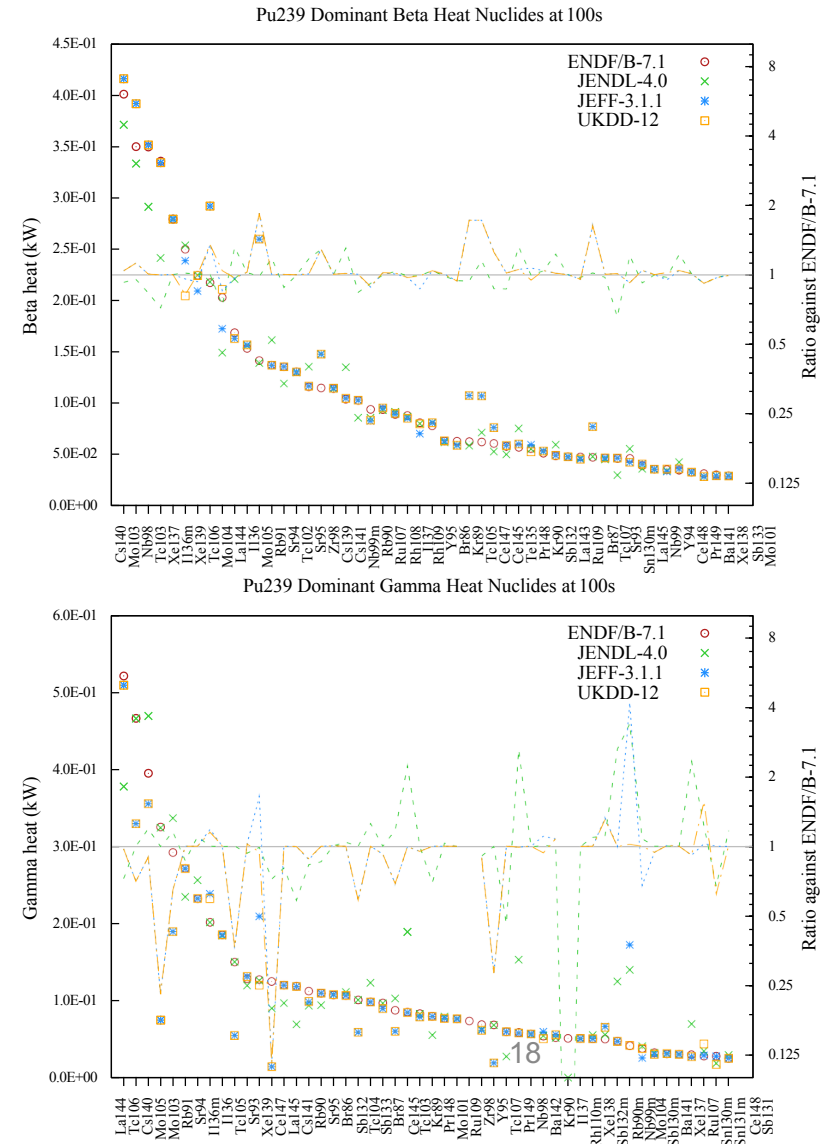 Pu239 Dominant Beta Heat Nuclides at 100s
4.5E-01
4.0E-01
3.5E-01
3.0E-01
2.5E-01
2.0E-01
1.5E-01
1.0E-01
5.0E-02
0.0E+00
Beta heat (kW)
ENDF/B-7.1
JENDL-4.0
JEFF-3.1.1
UKDD-12
8
4
2
1
0.5
0.25
0.125
Ratio against ENDF/B-7.1
Cs140
Mo103
Nb98
Tc103
Xe137
I136m
Xe139
Tc106
Mo104
La144
I136
Mo105
Rb91
Sr94
Tc102
Sr95
Zr98
Cs139
Cs141
Nb99m
Rb90
Ru107
Rh108
I137
Rh109
Y95
Br86
Kr89
Tc105
Ce147
Ce145
Te135
Pr148
Kr90
Sb132
La143
Ru109
Br87
Tc107
Sr93
Sn130m
La145
Nb99
Y94
Ce148
Pr149
Ba141
Xe138
Sb133
Mo101
Pu239 Dominant Gamma Heat Nuclides at 100s
6.0E-01
5.0E-01
4.0E-01
3.0E-01
2.0E-01
1.0E-01
0.0E+00
Gamma heat (kW)
ENDF/B-7.1
JENDL-4.0
JEFF-3.1.1
UKDD-12
8
4
2
1
0.5
0.25
0.125
Ratio against ENDF/B-7.1
18
La144
Tc106
Cs140
Mo105
Mo103
Rb91
Sr94
I136m
I136
Tc105
Sr93
Xe139
Ce147
La145
Cs141
Rb90
Sr95
Br86
Sb132
Tc104
Sb133
Br87
Ce145
Tc103
Kr89
Pr148
Mo101
Ru109
Zr98
Y95
Tc107
Pr149
Nb98
Ba142
Kr90
I137
Rh110m
Xe138
Sb132m
Rb90m
Nb99m
Mo104
Sb130m
Ba141
Xe137
Ru107
Sn130m
Sn131m
Ce148
Sb131